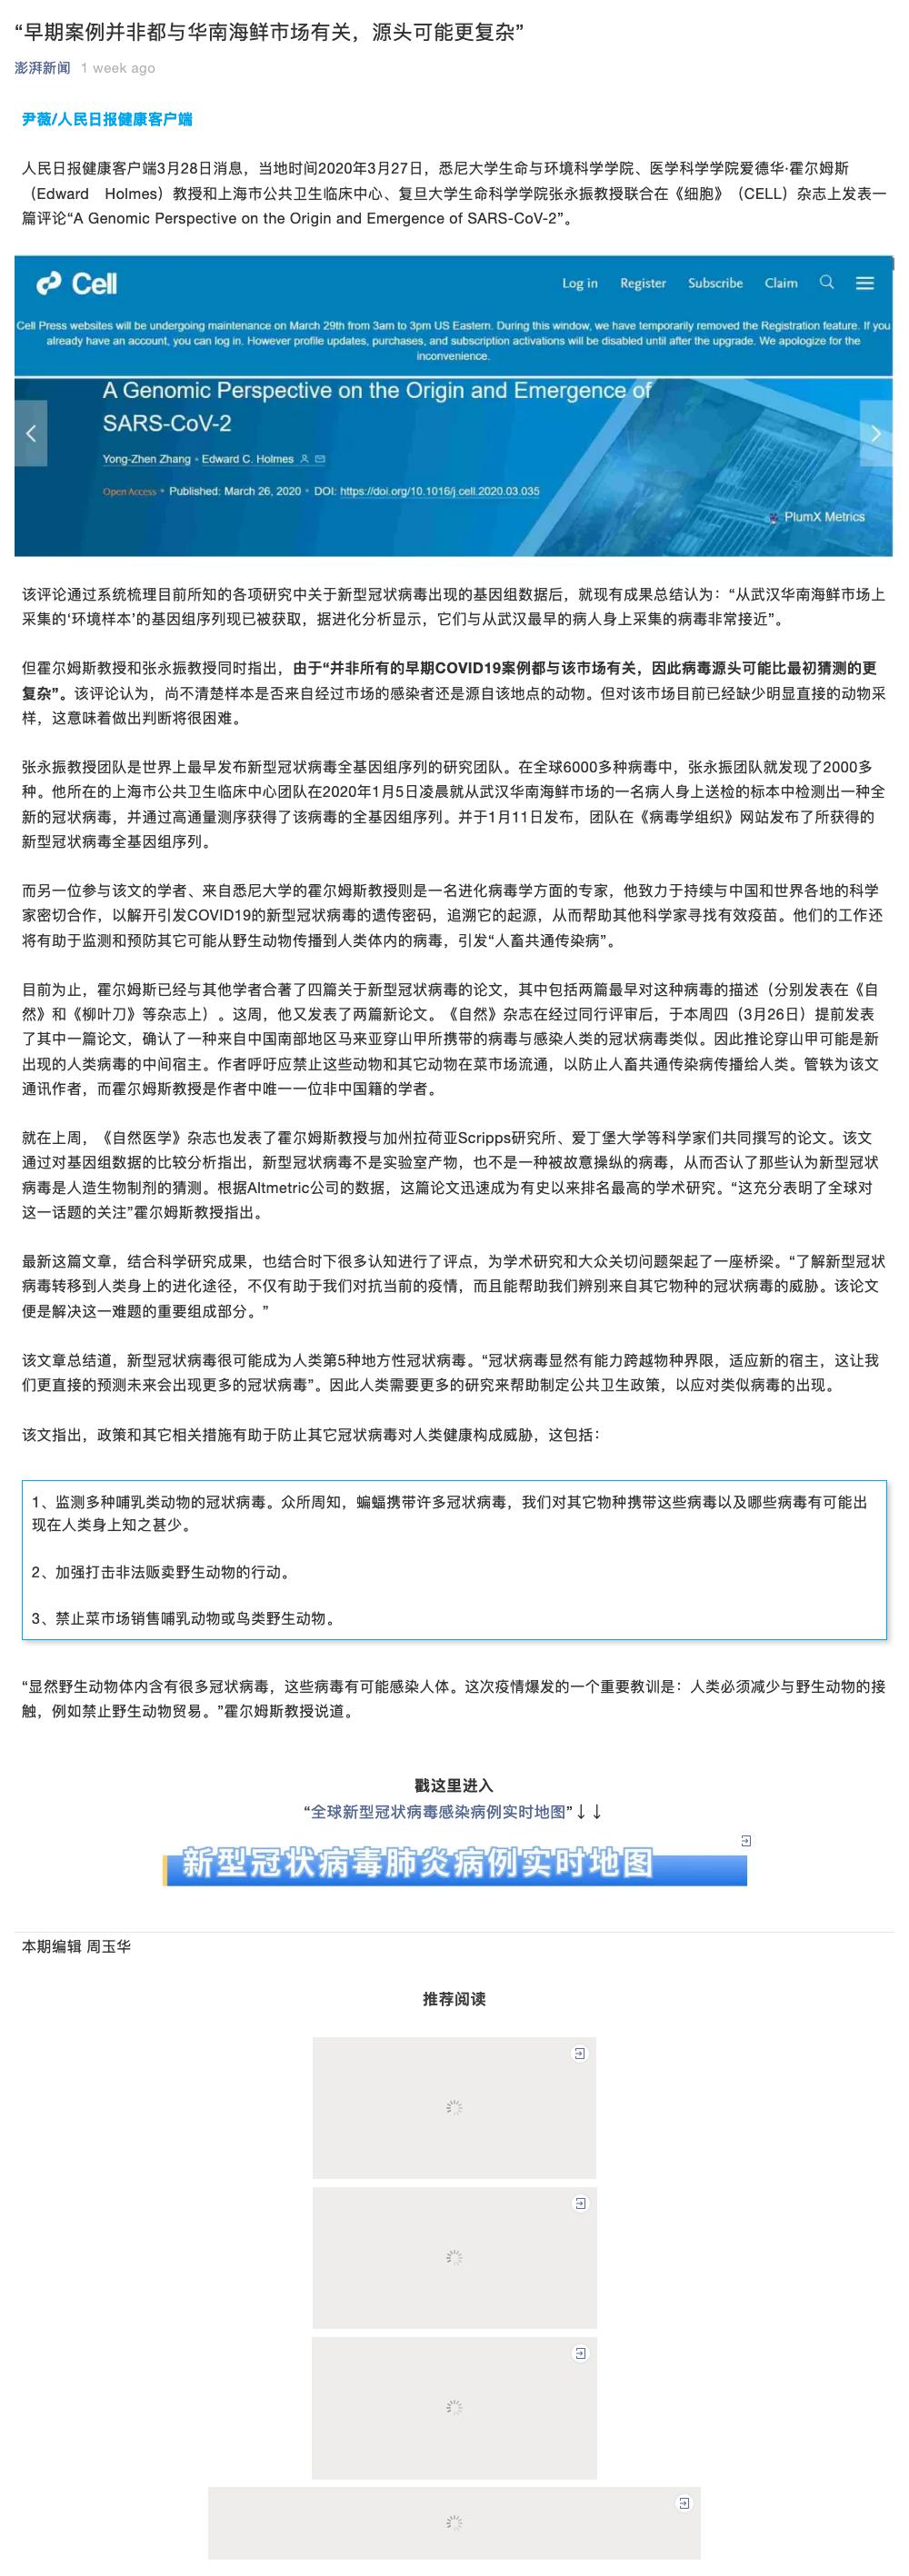 “早期案例并非都与华南海鲜市场有关，源头可能更复杂”
澎湃新闻 1 week ago
尹薇/人民日报健康客户端
人民日报健康客户端3月28日消息，当地时间2020年3月27日，悉尼大学生命与环境科学学院、医学科学学院爱德华·霍尔姆斯
（Edward Holmes）教授和上海市公共卫生临床中心、复旦大学生命科学学院张永振教授联合在《细胞》（CELL）杂志上发表一
篇评论“A Genomic Perspective on the Origin and Emergence of SARS-CoV-2”。
Cell Log in Register Subscribe Claim
Cell Press websites will be undergoing maintenance on March 29th from 3am to 3pm US Eastern. During this window, we have temporarily removed the Registration feature. If you
already have an account, you can log in. However profile updates, purchases, and subscription activations will be disabled until after the upgrade. We apologize for the
inconvenience.
A Genomic Perspective on the Origin and Emergence of
SARS-CoV-2
Yong-Zhen Zhang • Edward C. Holmes
Open Access • Published: March 26, 2020 • DOI: https://doi.org/10.1016/j.cell.2020.03.035
PlumX Metrics
该评论通过系统梳理目前所知的各项研究中关于新型冠状病毒出现的基因组数据后，就现有成果总结认为：“从武汉华南海鲜市场上
采集的‘环境样本’的基因组序列现已被获取，据进化分析显示，它们与从武汉最早的病人身上采集的病毒非常接近”。
但霍尔姆斯教授和张永振教授同时指出，由于“并非所有的早期COVID19案例都与该市场有关，因此病毒源头可能比最初猜测的更
复杂”。该评论认为，尚不清楚样本是否来自经过市场的感染者还是源自该地点的动物。但对该市场目前已经缺少明显直接的动物采
样，这意味着做出判断将很困难。
张永振教授团队是世界上最早发布新型冠状病毒全基因组序列的研究团队。在全球6000多种病毒中，张永振团队就发现了2000多
种。他所在的上海市公共卫生临床中心团队在2020年1月5日凌晨就从武汉华南海鲜市场的一名病人身上送检的标本中检测出一种全
新的冠状病毒，并通过高通量测序获得了该病毒的全基因组序列。并于1月11日发布，团队在《病毒学组织》网站发布了所获得的
新型冠状病毒全基因组序列。
而另一位参与该文的学者、来自悉尼大学的霍尔姆斯教授则是一名进化病毒学方面的专家，他致力于持续与中国和世界各地的科学
家密切合作，以解开引发COVID19的新型冠状病毒的遗传密码，追溯它的起源，从而帮助其他科学家寻找有效疫苗。他们的工作还
将有助于监测和预防其它可能从野生动物传播到人类体内的病毒，引发“人畜共通传染病”。
目前为止，霍尔姆斯已经与其他学者合著了四篇关于新型冠状病毒的论文，其中包括两篇最早对这种病毒的描述（分别发表在《自
然》和《柳叶刀》等杂志上）。这周，他又发表了两篇新论文。《自然》杂志在经过同行评审后，于本周四（3月26日）提前发表
了其中一篇论文，确认了一种来自中国南部地区马来亚穿山甲所携带的病毒与感染人类的冠状病毒类似。因此推论穿山甲可能是新
出现的人类病毒的中间宿主。作者呼吁应禁止这些动物和其它动物在菜市场流通，以防止人畜共通传染病传播给人类。管轶为该文
通讯作者，而霍尔姆斯教授是作者中唯一一位非中国籍的学者。
就在上周，《自然医学》杂志也发表了霍尔姆斯教授与加州拉荷亚Scripps研究所、爱丁堡大学等科学家们共同撰写的论文。该文
通过对基因组数据的比较分析指出，新型冠状病毒不是实验室产物，也不是一种被故意操纵的病毒，从而否认了那些认为新型冠状
病毒是人造生物制剂的猜测。根据Altmetric公司的数据，这篇论文迅速成为有史以来排名最高的学术研究。“这充分表明了全球对
这一话题的关注”霍尔姆斯教授指出。
最新这篇文章，结合科学研究成果，也结合时下很多认知进行了评点，为学术研究和大众关切问题架起了一座桥梁。“了解新型冠状
病毒转移到人类身上的进化途径，不仅有助于我们对抗当前的疫情，而且能帮助我们辨别来自其它物种的冠状病毒的威胁。该论文
便是解决这一难题的重要组成部分。”
该文章总结道，新型冠状病毒很可能成为人类第5种地方性冠状病毒。“冠状病毒显然有能力跨越物种界限，适应新的宿主，这让我
们更直接的预测未来会出现更多的冠状病毒”。因此人类需要更多的研究来帮助制定公共卫生政策，以应对类似病毒的出现。
该文指出，政策和其它相关措施有助于防止其它冠状病毒对人类健康构成威胁，这包括：
1、监测多种哺乳类动物的冠状病毒。众所周知，蝙蝠携带许多冠状病毒，我们对其它物种携带这些病毒以及哪些病毒有可能出
现在人类身上知之甚少。
2、加强打击非法贩卖野生动物的行动。
3、禁止菜市场销售哺乳动物或鸟类野生动物。
“显然野生动物体内含有很多冠状病毒，这些病毒有可能感染人体。这次疫情爆发的一个重要教训是：人类必须减少与野生动物的接
触，例如禁止野生动物贸易。”霍尔姆斯教授说道。
戳这里进入
“全球新型冠状病毒感染病例实时地图”↓↓
新型冠状病毒肺炎病例实时地图
本期编辑 周玉华
推荐阅读